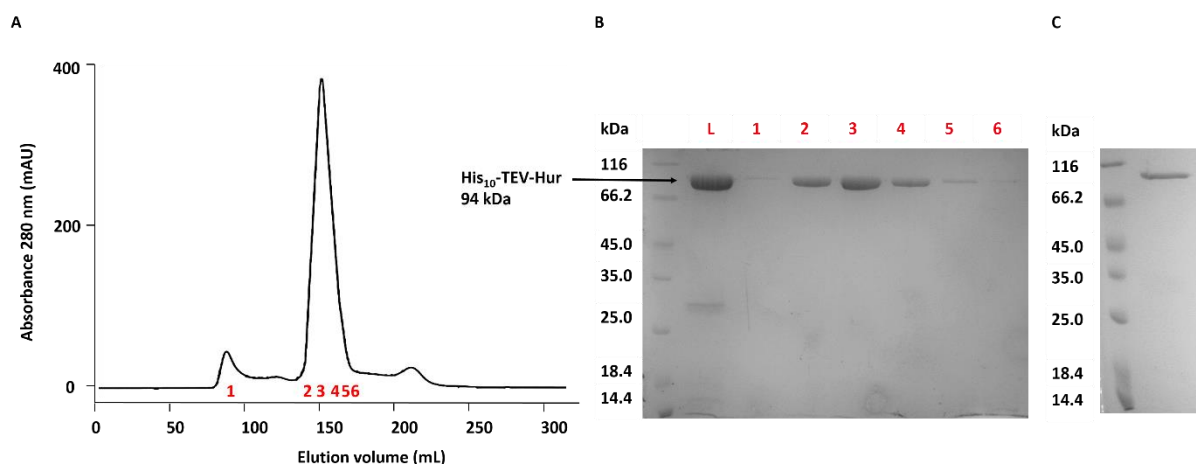 A
B
C
400
200
0
Absorbance 280 nm (mAU)
1
2 3 4 5 6
0 50 100 150 200 250 300
Elution volume (mL)
His10-TEV-Hur
94 kDa
kDa L 1 2 3 4 5 6
116
66.2
45.0
35.0
25.0
18.4
14.4
kDa
116
66.2
45.0
35.0
25.0
18.4
14.4